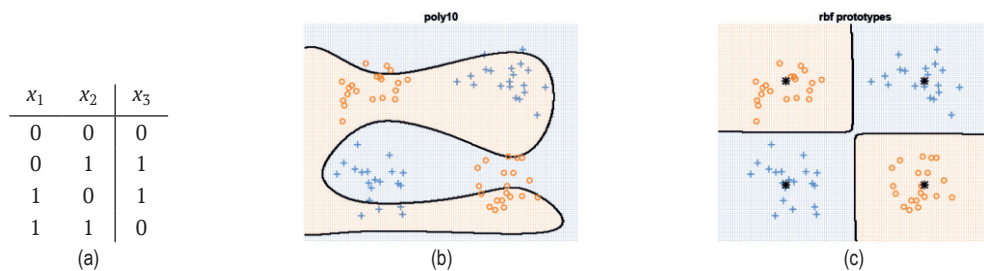 poly10
rbf prototypes
x₁ x₂ x₃
0 0 0
0 1 1
1 0 1
1 1 0
(a)
(b)
(c)